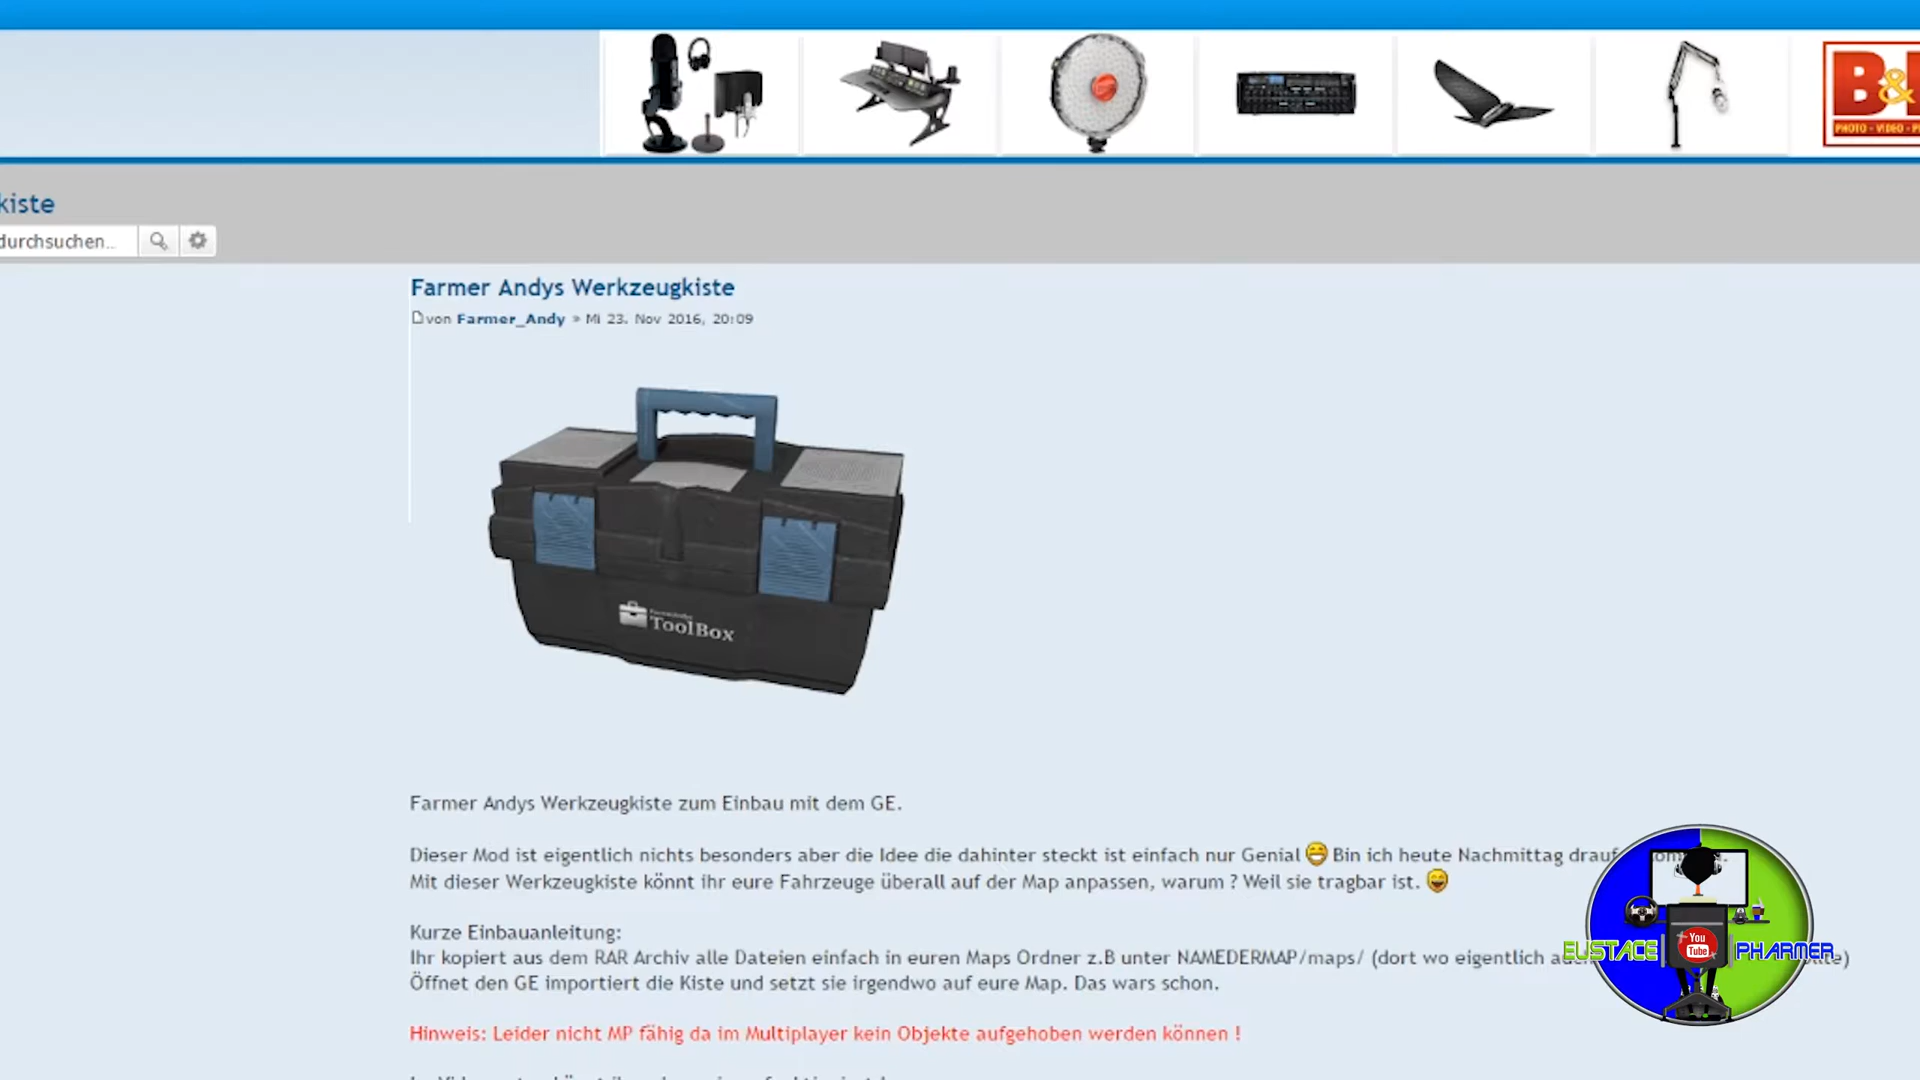 B&
PHOTO - VIDEO - P
kiste
durchsuchen...
Farmer Andys Werkzeugkiste
von Farmer_Andy » Mi 23. Nov 2016, 20:09
ToolBox
Farmer Andys Werkzeugkiste zum Einbau mit dem GE.
Dieser Mod ist eigentlich nichts besonders aber die Idee die dahinter steckt ist einfach nur Genial Bin ich heute Nachmittag drauf
Mit dieser Werkzeugkiste könnt ihr eure Fahrzeuge überall auf der Map anpassen, warum ? Weil sie tragbar ist.
Kurze Einbauanleitung:
Ihr kopiert aus dem RAR Archiv alle Dateien einfach in euren Maps Ordner z.B unter NAMEDERMAP/maps/ (dort wo eigentlich
Öffnet den GE importiert die Kiste und setzt sie irgendwo auf eure Map. Das wars schon.
Hinweis: Leider nicht MP fähig da im Multiplayer kein Objekte aufgehoben werden können !
EUSTACE You Tube PHARMER